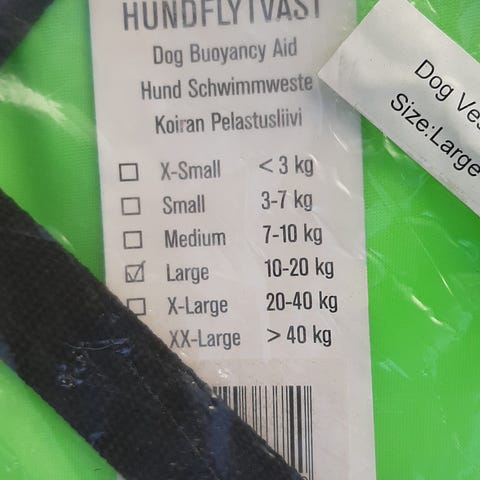 HUNDFLYTVÄST
Dog Buoyancy Aid
Hund Schwimmweste
Koiran Pelastusliivi
X-Small < 3 kg
Small 3-7 kg
Medium 7-10 kg
Large 10-20 kg
X-Large 20-40 kg
XX-Large > 40 kg
Dog Ves
Size:Large